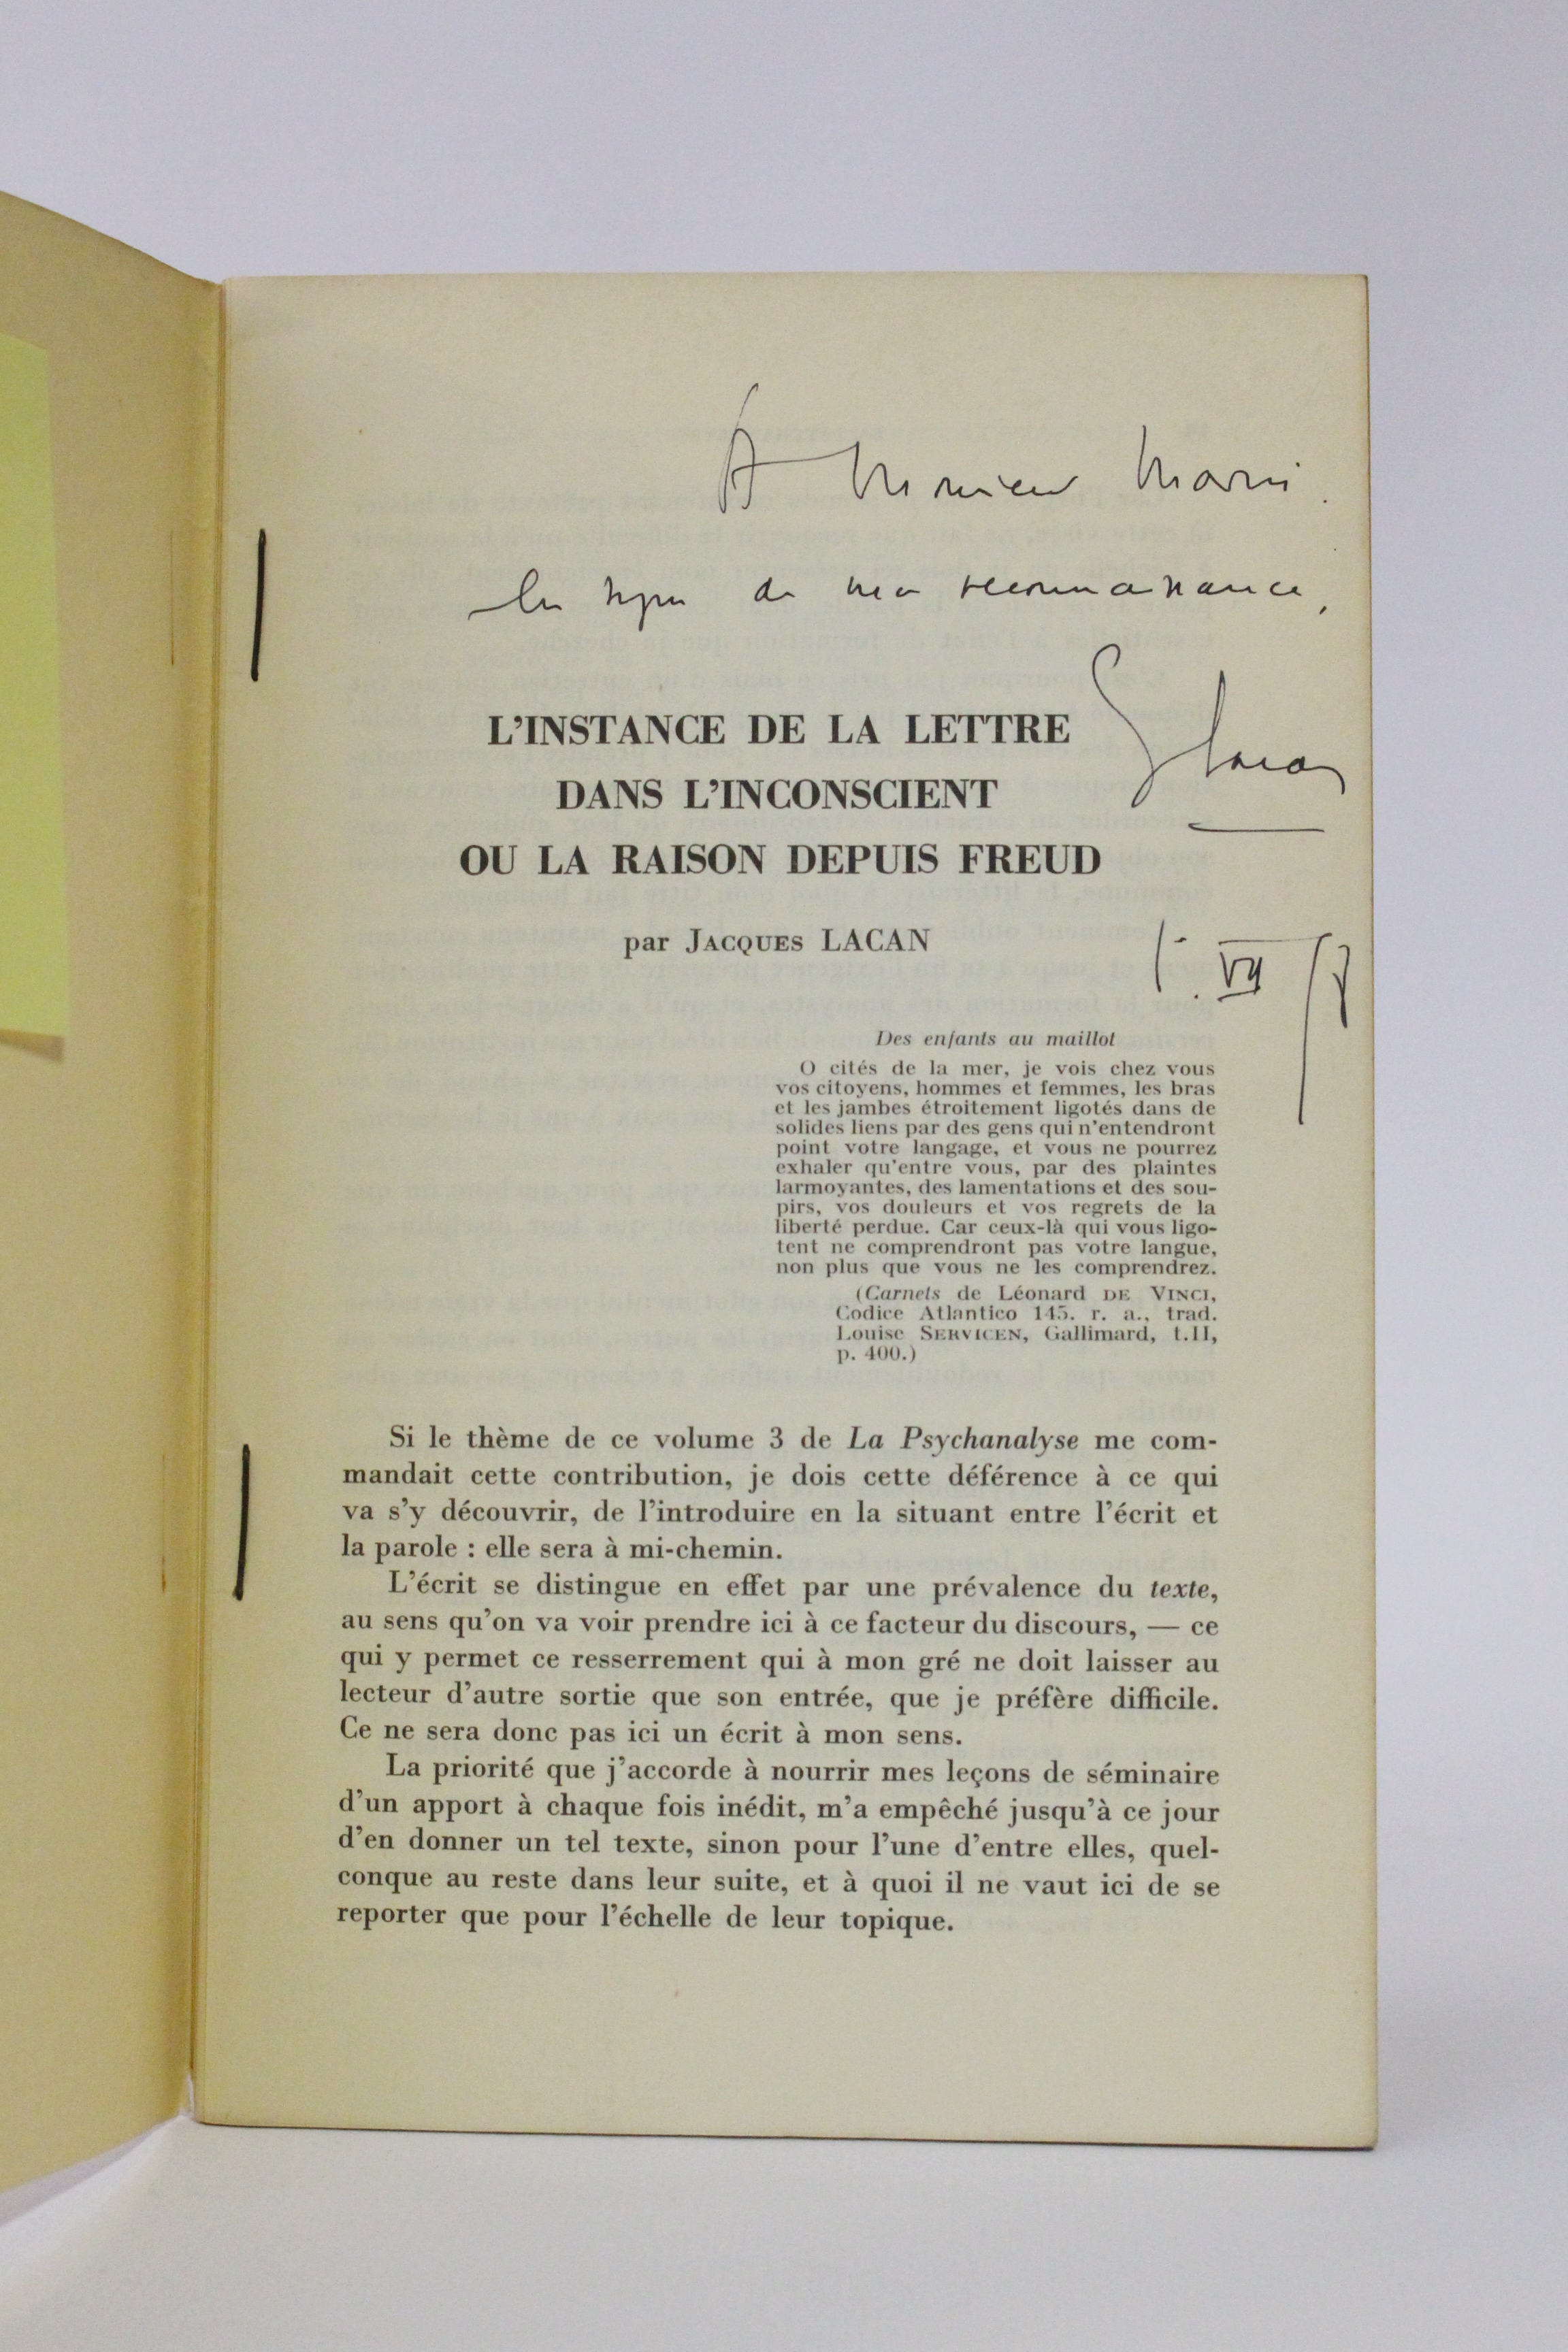 A Monsieur
En signe de ma reconnaissance,
J Lacan
L'INSTANCE DE LA LETTRE
DANS L'INCONSCIENT
OU LA RAISON DEPUIS FREUD
par JACQUES LACAN
VII
Des enfants au maillot
O cités de la mer, je vois chez vous
vos citoyens, hommes et femmes, les bras
et les jambes étroitement ligotés dans de
solides liens par des gens qui n'entendront
point votre langage, et vous ne pourrez
exhaler qu'entre vous, par des plaintes
larmoyantes, des lamentations et des sou-
pirs, vos douleurs et vos regrets de la
liberté perdue. Car ceux-là qui vous ligo-
tent ne comprendront pas votre langue,
non plus que vous ne les comprendrez.
(Carnets de Léonard DE VINCI,
Codice Atlantico 145. r. a., trad.
Louise SERVICEN, Gallimard, t.II,
p. 400.)
Si le thème de ce volume 3 de La Psychanalyse me com-
mandait cette contribution, je dois cette déférence à ce qui
va s'y découvrir, de l'introduire en la situant entre l'écrit et
la parole : elle sera à mi-chemin.
L'écrit se distingue en effet par une prévalence du texte,
au sens qu'on va voir prendre ici à ce facteur du discours, — ce
qui y permet ce resserrement qui à mon gré ne doit laisser au
lecteur d'autre sortie que son entrée, que je préfère difficile.
Ce ne sera donc pas ici un écrit à mon sens.
La priorité que j'accorde à nourrir mes leçons de séminaire
d'un apport à chaque fois inédit, m'a empêché jusqu'à ce jour
d'en donner un tel texte, sinon pour l'une d'entre elles, quel-
conque au reste dans leur suite, et à quoi il ne vaut ici de se
reporter que pour l'échelle de leur topique.